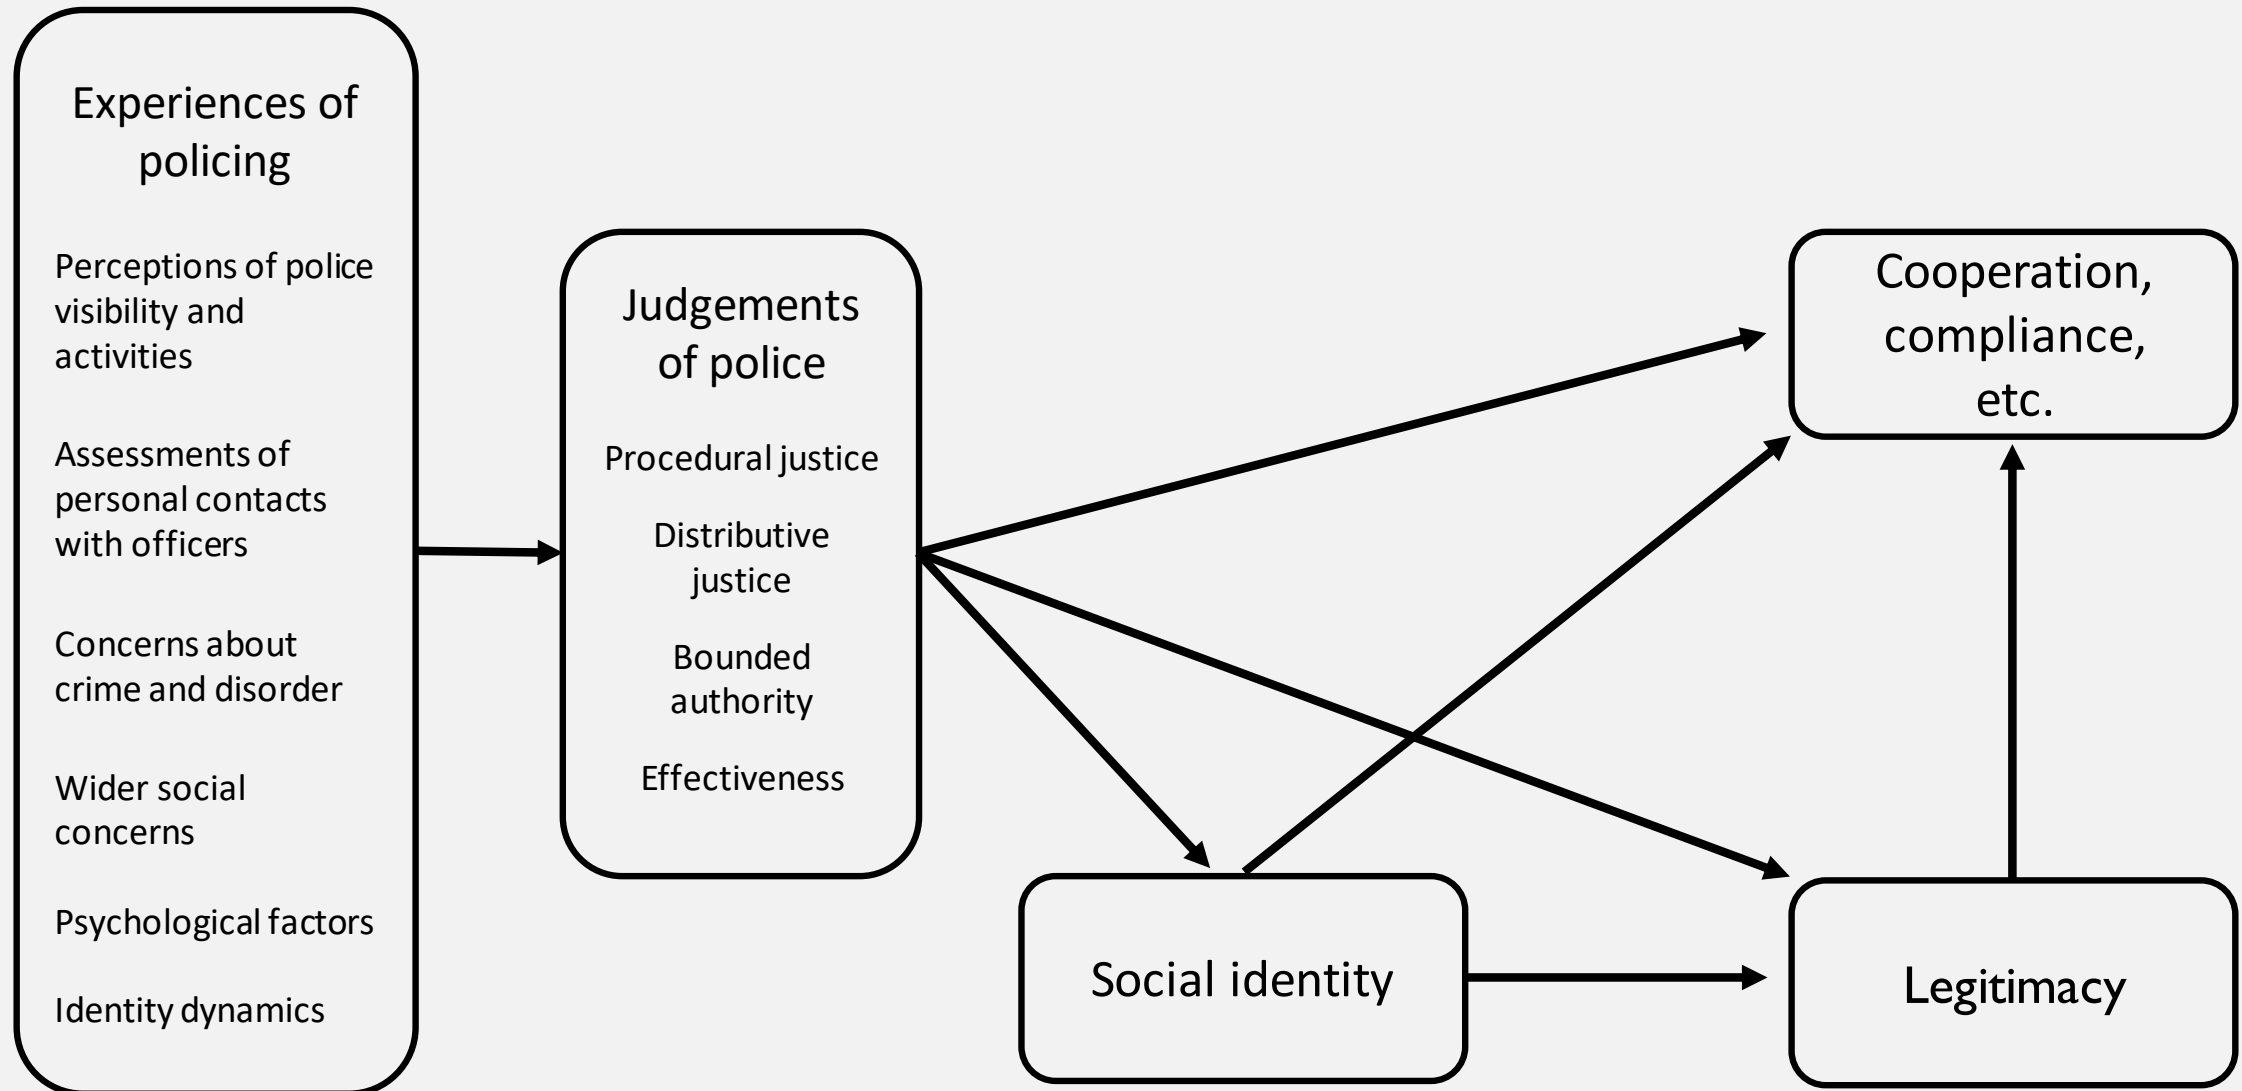 Experiences of
policing
Perceptions of police
visibility and
activities
Assessments of
personal contacts
with officers
Concerns about
crime and disorder
Wider social
concerns
Psychological factors
Identity dynamics
Judgements
of police
Procedural justice
Distributive
justice
Bounded
authority
Effectiveness
Social identity
Cooperation,
compliance,
etc.
Legitimacy